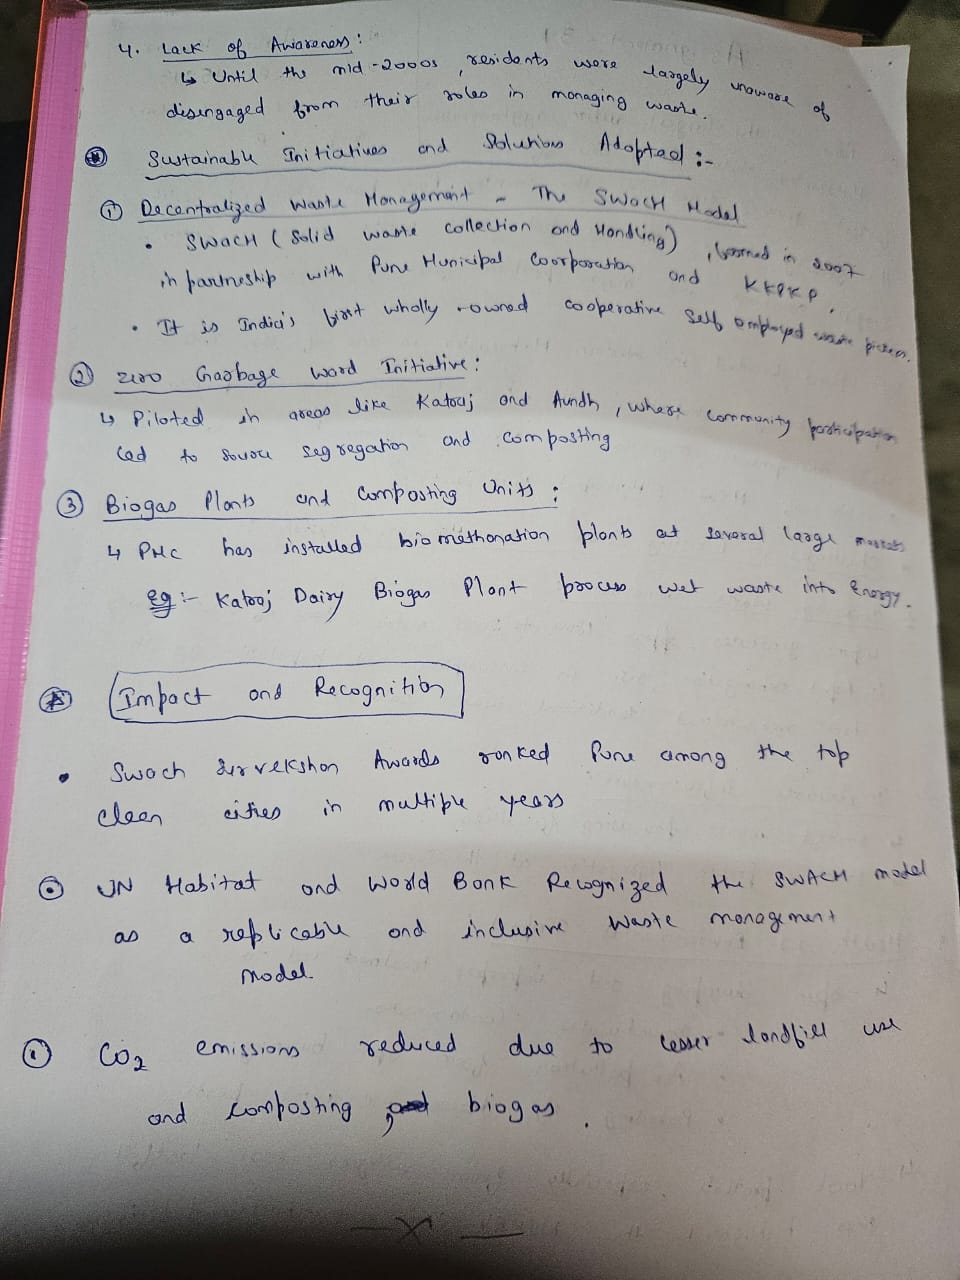 4. Lack of Awareness:
↳ Until the mid-2000s, residents were largely unaware of
disengaged from their roles in managing waste.
Sustainable Initiatives and Solutions Adopted :-
① Decentralized Waste Management - The SWaCH Model
• SWaCH (Solid waste collection and Handling), formed in 2007
in partneship with Pune Municipal Coorporation and KKPKP.
• It is India's first wholly-owned cooperative self employed waste pickers.
② Zero Garbage Word Initiative:
↳ Piloted in areas like Katraj and Aundh, where community participation
led to source segregation and composting
③ Biogas Plants and Composting Units:
↳ PMC has installed biomethanation plants at several large markets
eg :- Katraj Dairy Biogas Plant process wet waste into Energy.
Impact and Recognition
• Swach Survekshan Awards ranked Pune among the top
clean cities in multiple years
UN Habitat and World Bank Recognized the SWACH model
as a replicable and inclusive waste management
model.
CO₂ emissions reduced due to lesser landfill use
and composting, biogas.
—x—